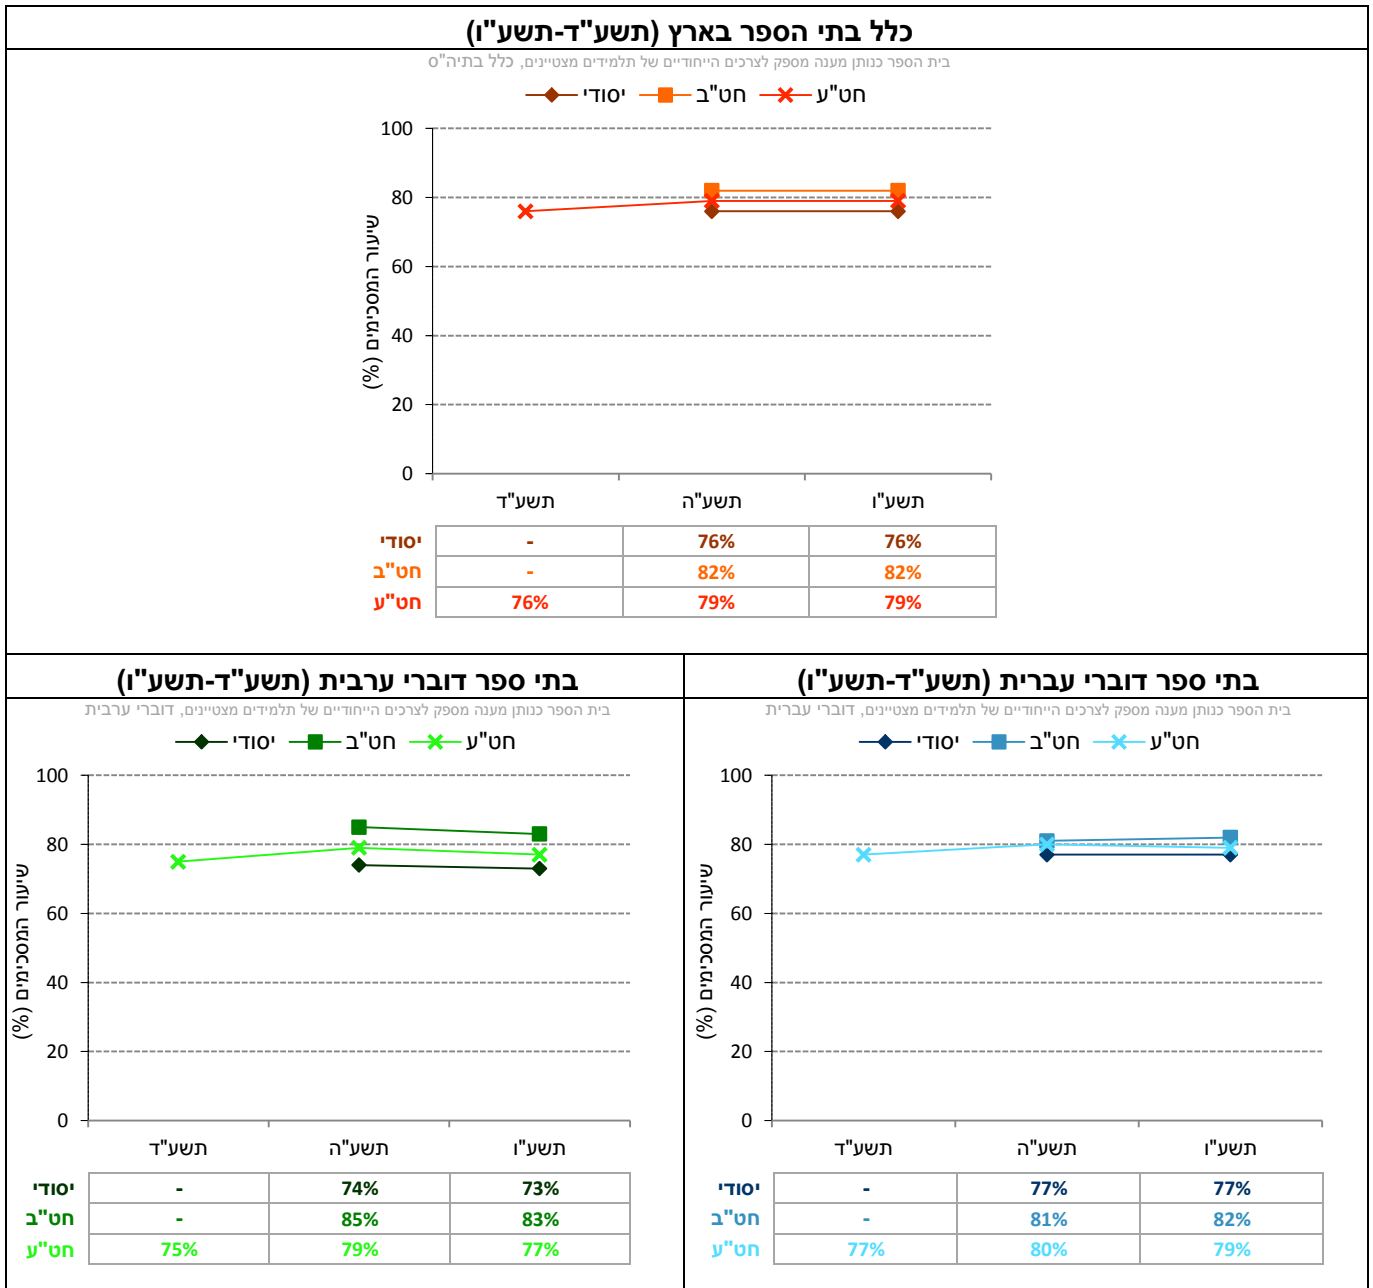 כלל בתי הספר בארץ (תשע"ד-תשע"ו)
בית הספר כנותן מענה מספק לצרכים הייחודיים של תלמידים מצטיינים, כלל בתיה"ס
יסודי חט"ב חט"ע
שיעור המסכימים (%)
100
80
60
40
20
0
תשע"ד תשע"ה תשע"ו
יסודי - 76% 76%
חט"ב - 82% 82%
חט"ע 76% 79% 79%
בתי ספר דוברי עברית (תשע"ד-תשע"ו)
בית הספר כנותן מענה מספק לצרכים הייחודיים של תלמידים מצטיינים, דוברי עברית
יסודי חט"ב חט"ע
שיעור המסכימים (%)
100
80
60
40
20
0
תשע"ד תשע"ה תשע"ו
יסודי - 77% 77%
חט"ב - 81% 82%
חט"ע 77% 80% 79%
בתי ספר דוברי ערבית (תשע"ד-תשע"ו)
בית הספר כנותן מענה מספק לצרכים הייחודיים של תלמידים מצטיינים, דוברי ערבית
יסודי חט"ב חט"ע
שיעור המסכימים (%)
100
80
60
40
20
0
תשע"ד תשע"ה תשע"ו
יסודי - 74% 73%
חט"ב - 85% 83%
חט"ע 75% 79% 77%